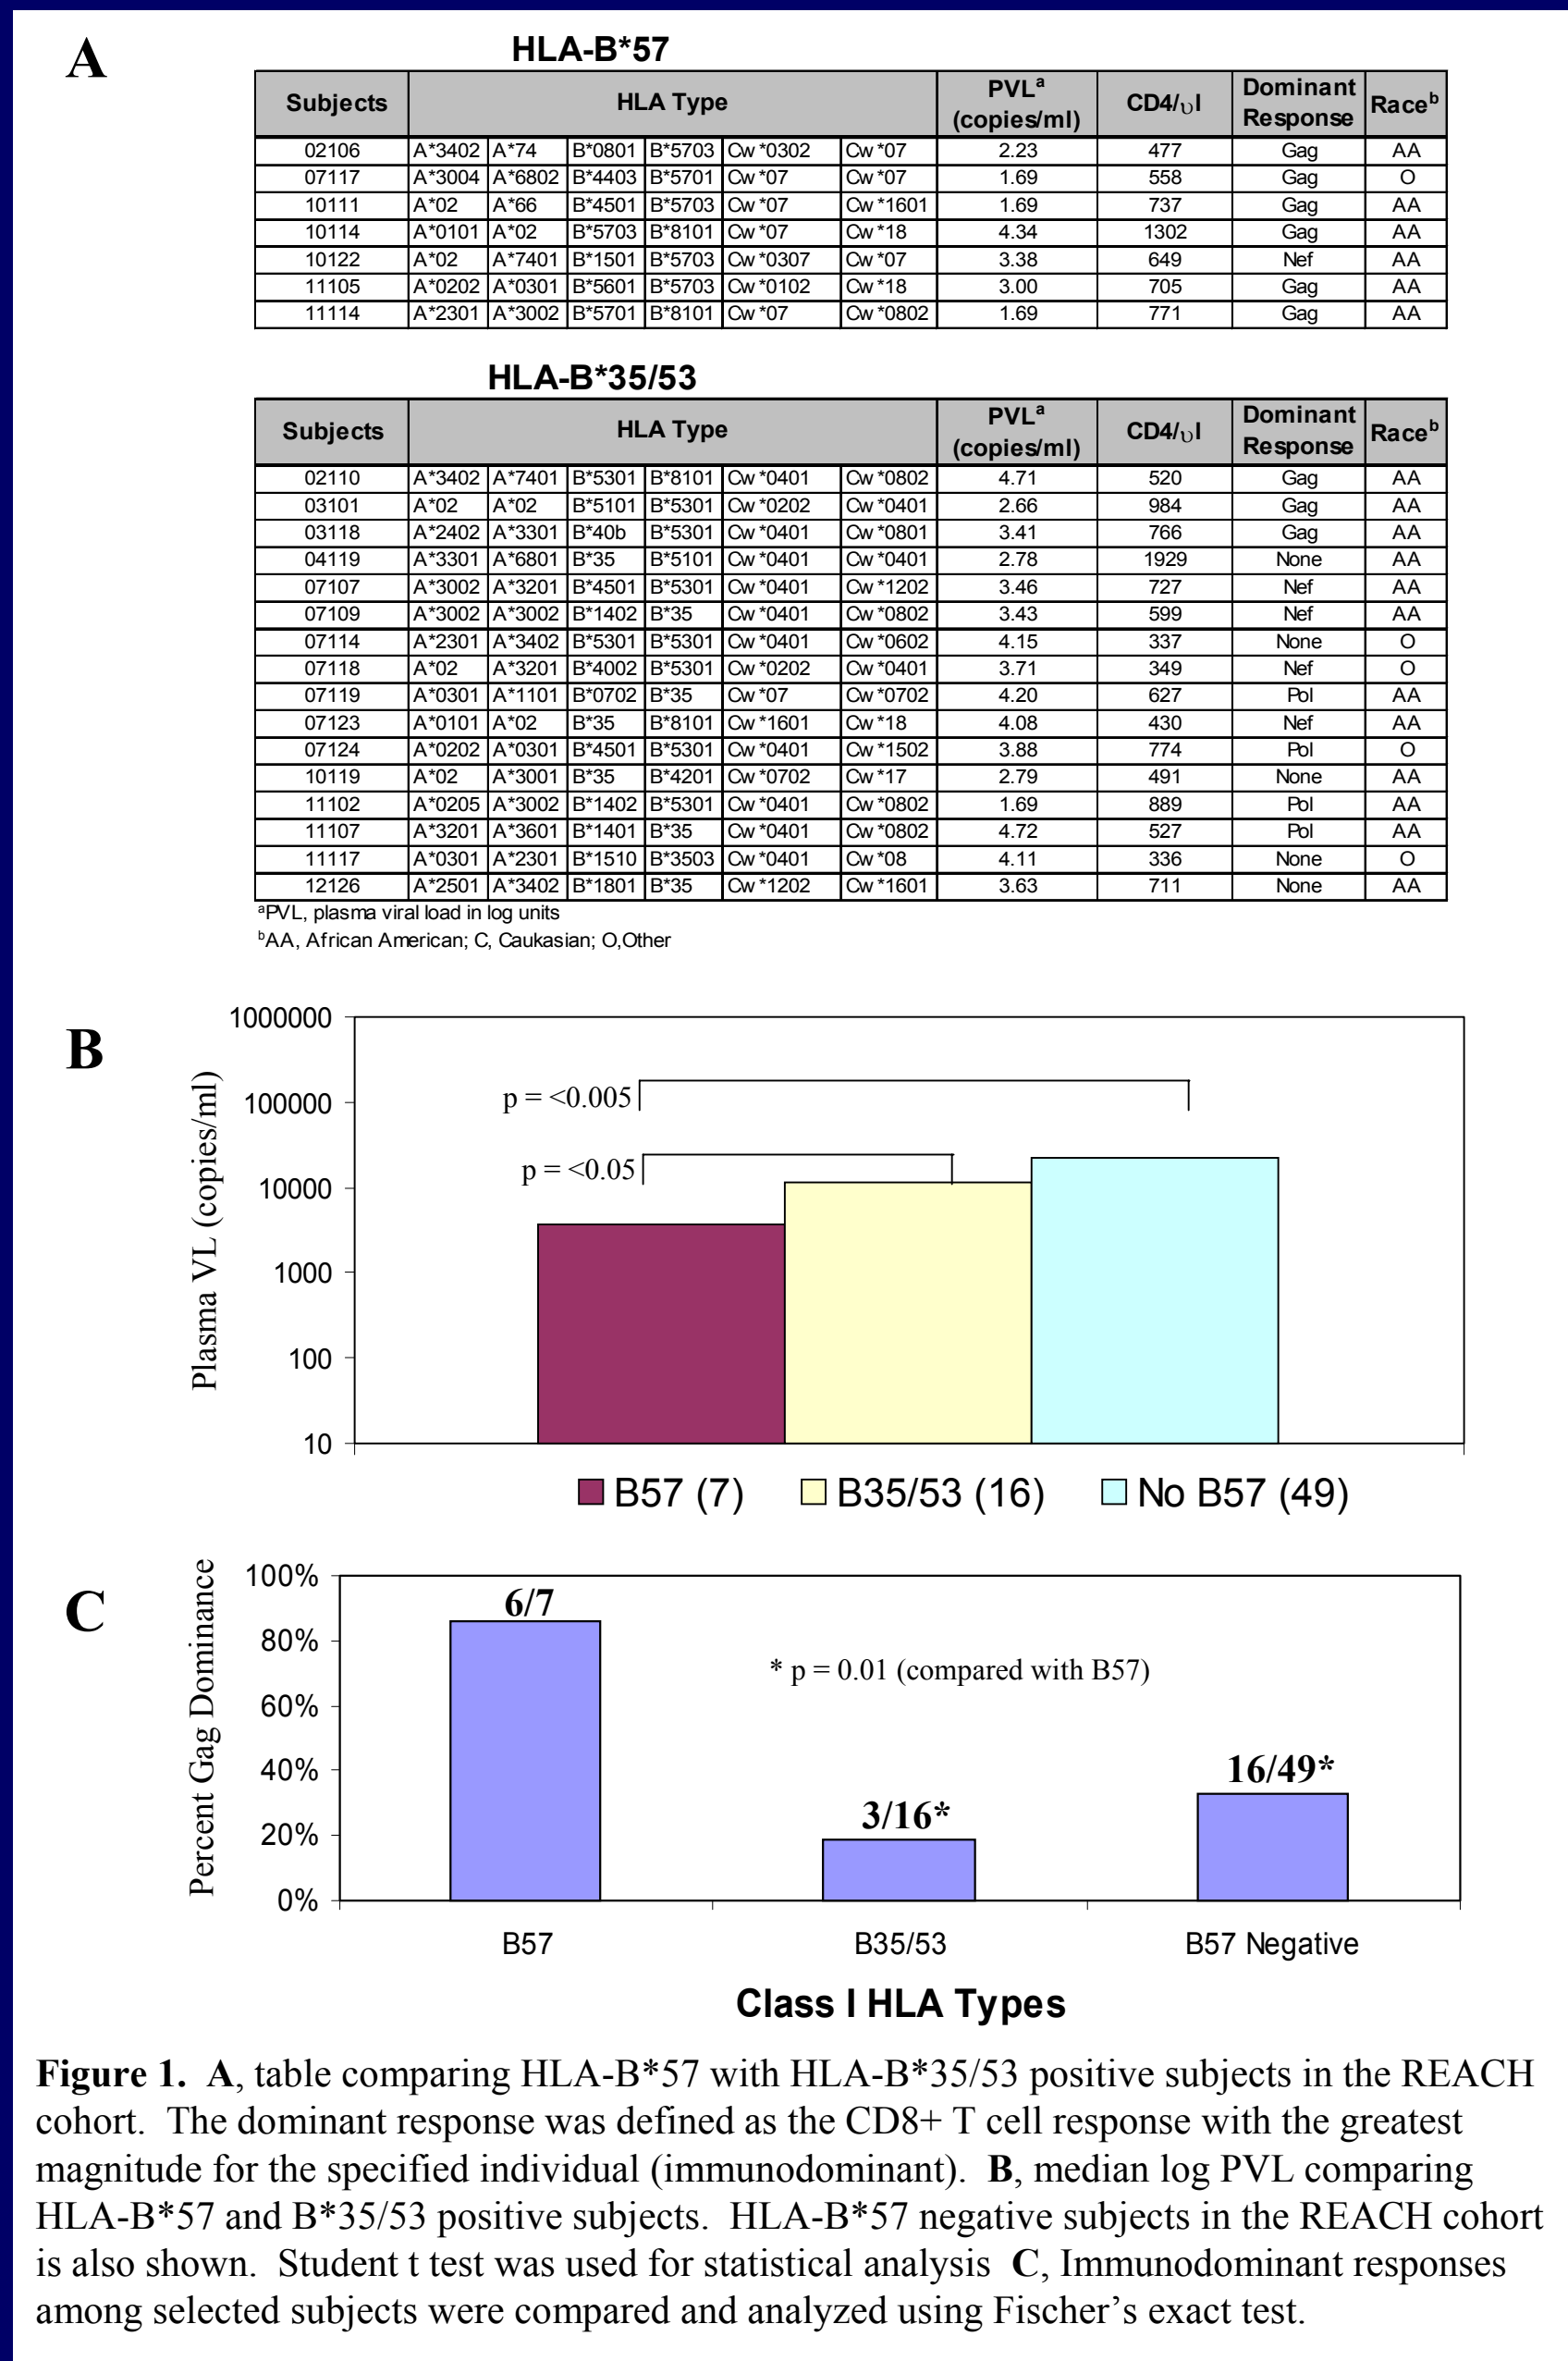 A
HLA-B*57
Subjects HLA Type PVLa (copies/ml) CD4/υl Dominant Response Raceb
02106 A*3402 A*74 B*0801 B*5703 Cw*0302 Cw*07 2.23 477 Gag AA
07117 A*3004 A*6802 B*4403 B*5701 Cw*07 Cw*07 1.69 558 Gag O
10111 A*02 A*66 B*4501 B*5703 Cw*07 Cw*1601 1.69 737 Gag AA
10114 A*0101 A*02 B*5703 B*8101 Cw*07 Cw*18 4.34 1302 Gag AA
10122 A*02 A*7401 B*1501 B*5703 Cw*0307 Cw*07 3.38 649 Nef AA
11105 A*0202 A*0301 B*5601 B*5703 Cw*0102 Cw*18 3.00 705 Gag AA
11114 A*2301 A*3002 B*5701 B*8101 Cw*07 Cw*0802 1.69 771 Gag AA
HLA-B*35/53
Subjects HLA Type PVLa (copies/ml) CD4/υl Dominant Response Raceb
02110 A*3402 A*7401 B*5301 B*8101 Cw*0401 Cw*0802 4.71 520 Gag AA
03101 A*02 A*02 B*5101 B*5301 Cw*0202 Cw*0401 2.66 984 Gag AA
03118 A*2402 A*3301 B*40b B*5301 Cw*0401 Cw*0801 3.41 766 Gag AA
04119 A*3301 A*6801 B*35 B*5101 Cw*0401 Cw*0401 2.78 1929 None AA
07107 A*3002 A*3201 B*4501 B*5301 Cw*0401 Cw*1202 3.46 727 Nef AA
07109 A*3002 A*3002 B*1402 B*35 Cw*0401 Cw*0802 3.43 599 Nef AA
07114 A*2301 A*3402 B*5301 B*5301 Cw*0401 Cw*0602 4.15 337 None O
07118 A*02 A*3201 B*4002 B*5301 Cw*0202 Cw*0401 3.71 349 Nef O
07119 A*0301 A*1101 B*0702 B*35 Cw*07 Cw*0702 4.20 627 Pol AA
07123 A*0101 A*02 B*35 B*8101 Cw*1601 Cw*18 4.08 430 Nef AA
07124 A*0202 A*0301 B*4501 B*5301 Cw*0401 Cw*1502 3.88 774 Pol O
10119 A*02 A*3001 B*35 B*4201 Cw*0702 Cw*17 2.79 491 None AA
11102 A*0205 A*3002 B*1402 B*5301 Cw*0401 Cw*0802 1.69 889 Pol AA
11107 A*3201 A*3601 B*1401 B*35 Cw*0401 Cw*0802 4.72 527 Pol AA
11117 A*0301 A*2301 B*1510 B*3503 Cw*0401 Cw*08 4.11 336 None O
12126 A*2501 A*3402 B*1801 B*35 Cw*1202 Cw*1601 3.63 711 None AA
aPVL, plasma viral load in log units
bAA, African American; C, Caukasian; O,Other
B
Plasma VL (copies/ml)
1000000
100000
10000
1000
100
10
p = <0.005
p = <0.05
B57 (7) B35/53 (16) No B57 (49)
C
Percent Gag Dominance
100%
80%
60%
40%
20%
0%
6/7
* p = 0.01 (compared with B57)
3/16*
16/49*
B57 B35/53 B57 Negative
Class I HLA Types
Figure 1. A, table comparing HLA-B*57 with HLA-B*35/53 positive subjects in the REACH
cohort. The dominant response was defined as the CD8+ T cell response with the greatest
magnitude for the specified individual (immunodominant). B, median log PVL comparing
HLA-B*57 and B*35/53 positive subjects. HLA-B*57 negative subjects in the REACH cohort
is also shown. Student t test was used for statistical analysis C, Immunodominant responses
among selected subjects were compared and analyzed using Fischer's exact test.